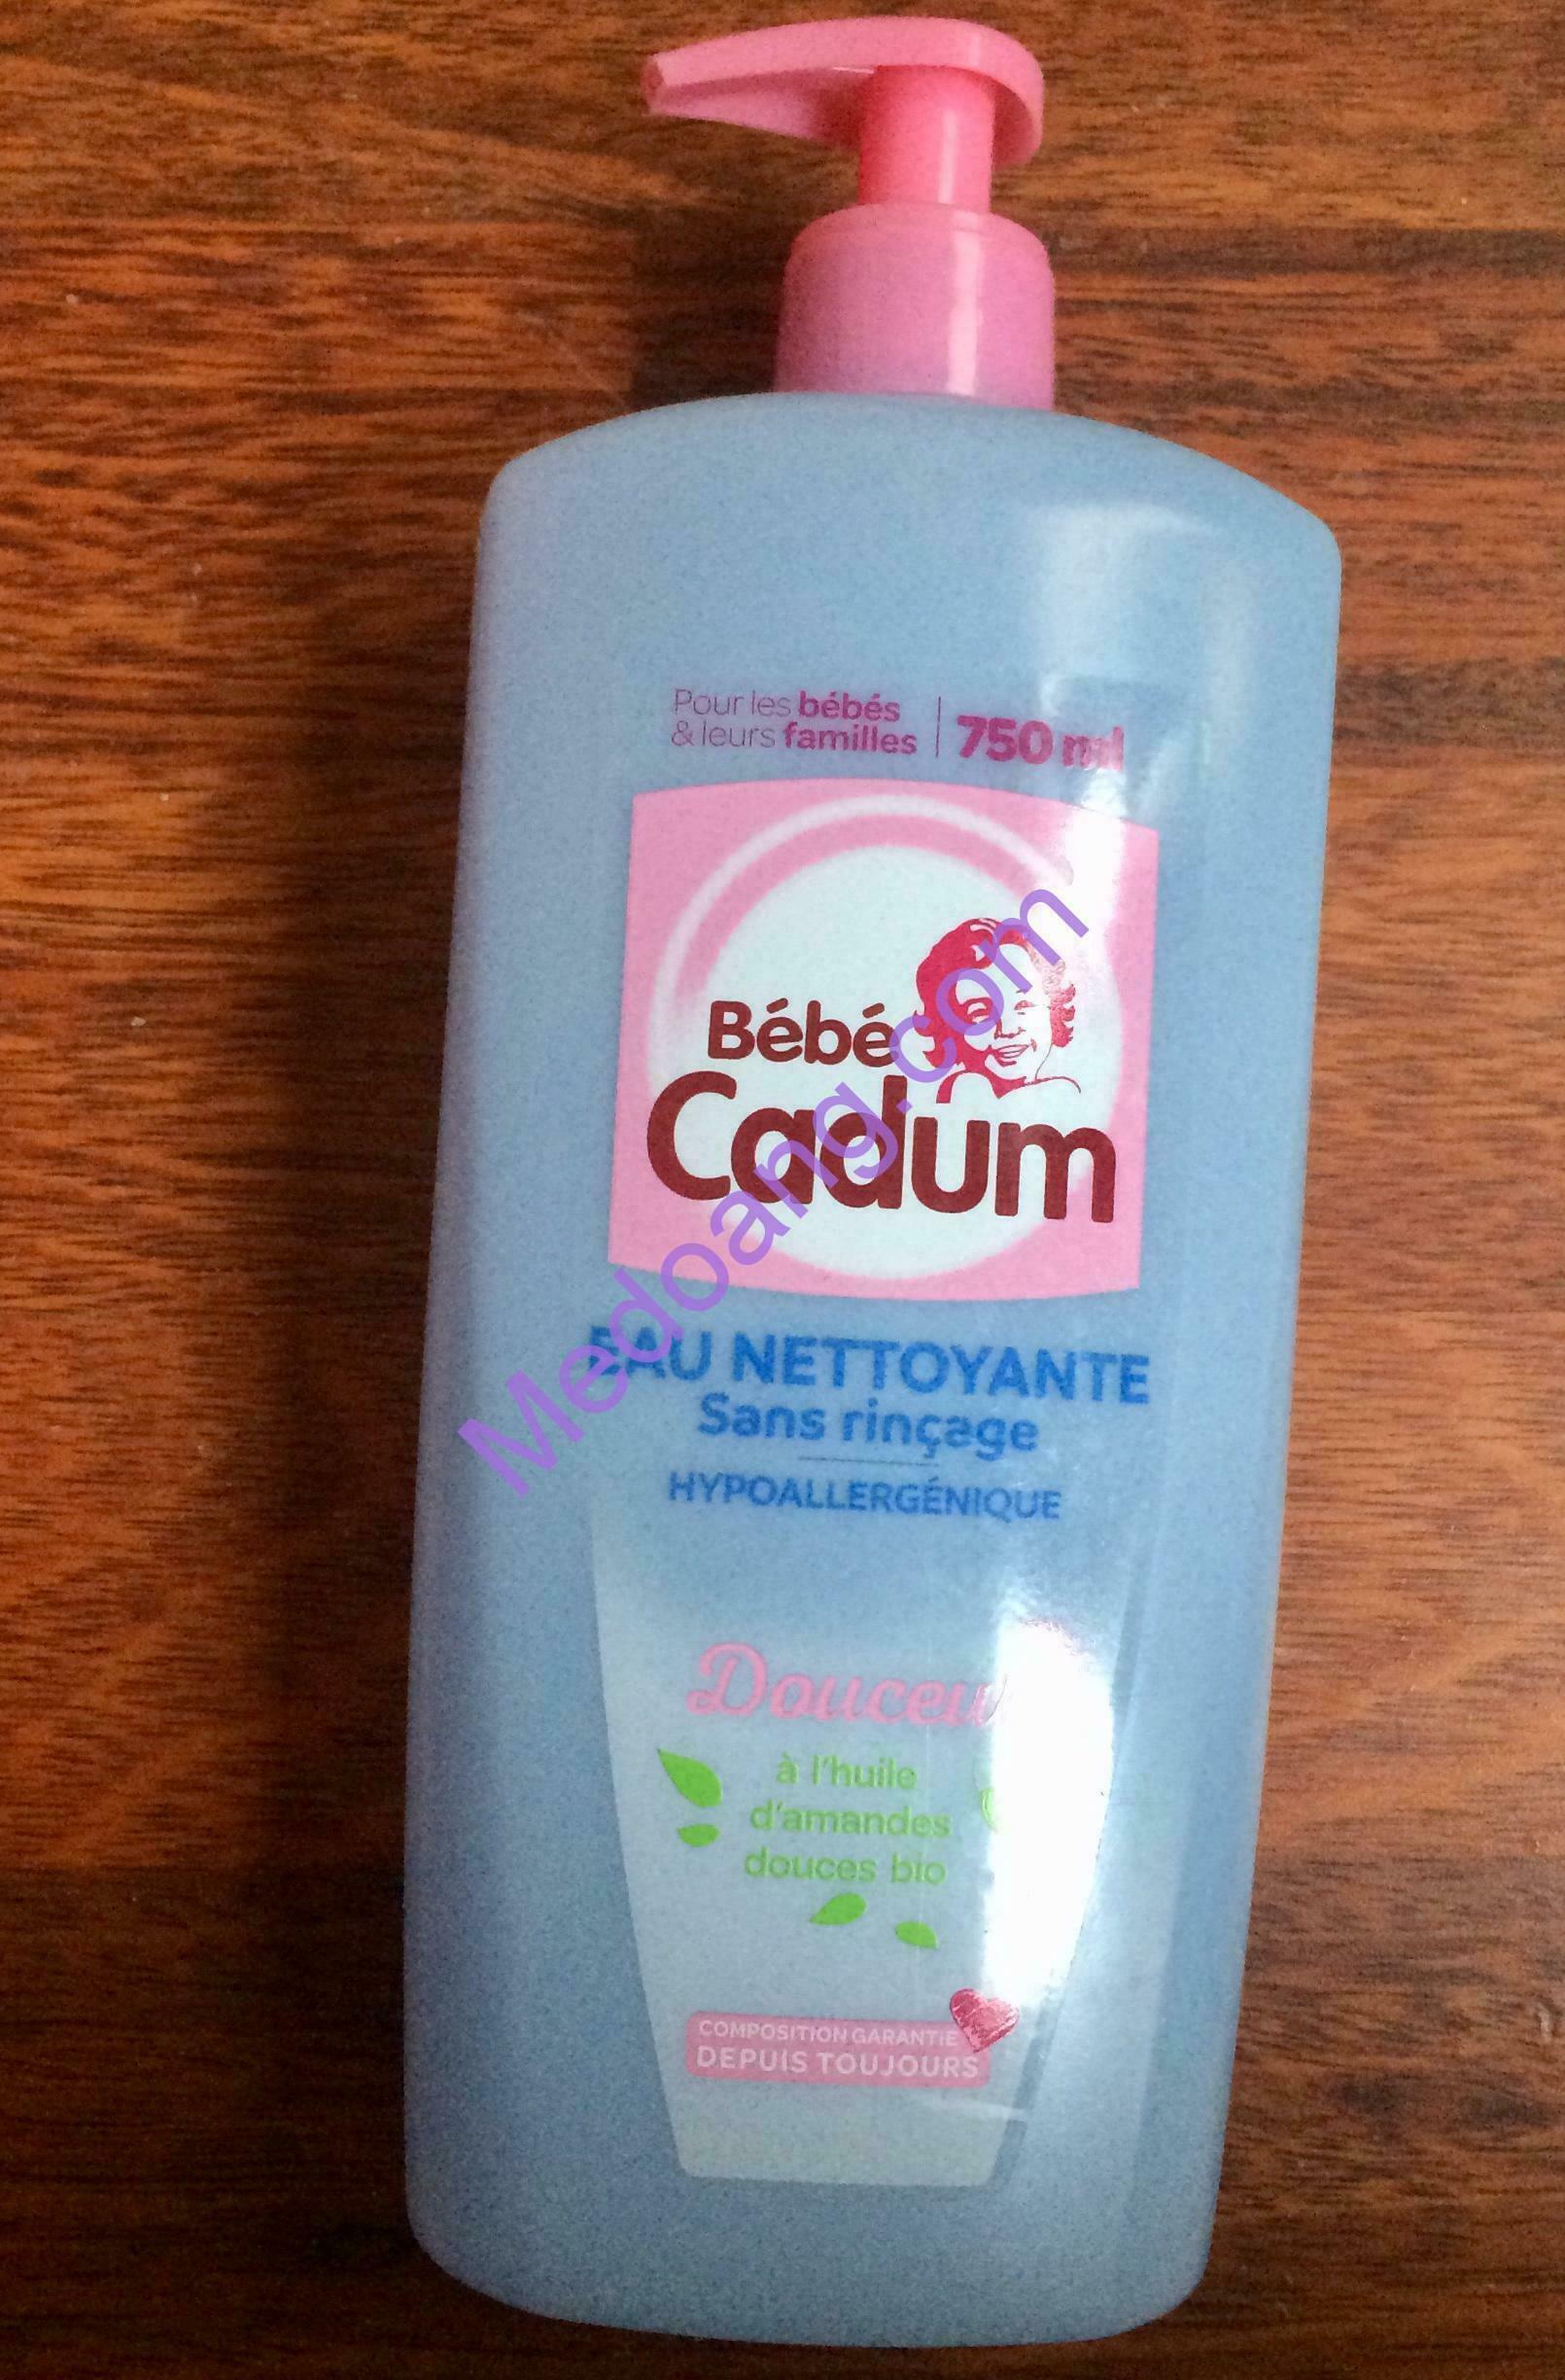 Pour les bébés
& leurs familles
750 ml
Bébé
Cadum
EAU NETTOYANTE
Sans rinçage
HYPOALLERGÉNIQUE
Douceur
à l'huile
d'amandes
douces bio
COMPOSITION GARANTIE
DEPUIS TOUJOURS
Medoang.com